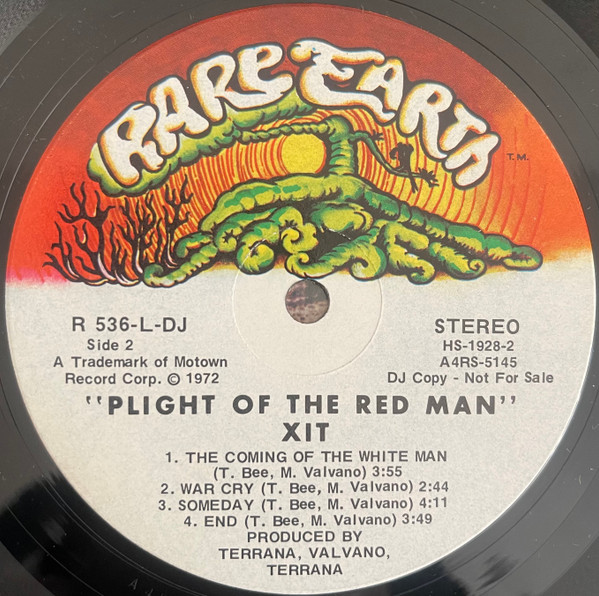 RARE EARTH
T.M.
R 536-L-DJ
Side 2
A Trademark of Motown
Record Corp. © 1972
STEREO
HS-1928-2
A4RS-5145
DJ Copy - Not For Sale
"PLIGHT OF THE RED MAN"
XIT
1. THE COMING OF THE WHITE MAN
(T. Bee, M. Valvano) 3:55
2. WAR CRY (T. Bee, M. Valvano) 2:44
3. SOMEDAY (T. Bee, M. Valvano) 4:11
4. END (T. Bee, M. Valvano) 3:49
PRODUCED BY
TERRANA, VALVANO,
TERRANA